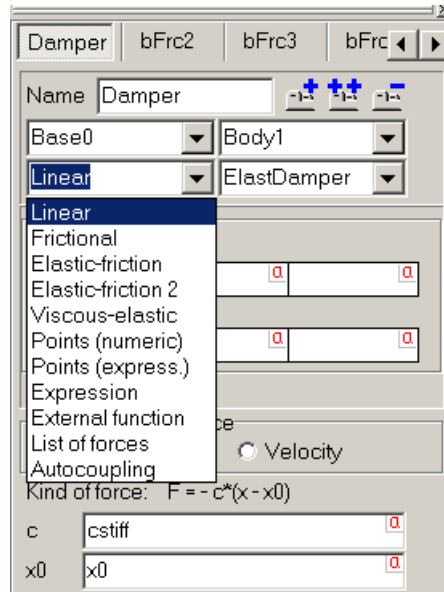 Damper bFrc2 bFrc3 bFrc
Name Damper
Base0 Body1
Linear ElastDamper
Linear
Frictional
Elastic-friction
Elastic-friction 2
Viscous-elastic
Points (numeric)
Points (express.)
Expression
External function
List of forces
Velocity
Autocoupling
Kind of force: F = - c*(x - x0)
c cstiff
x0 x0